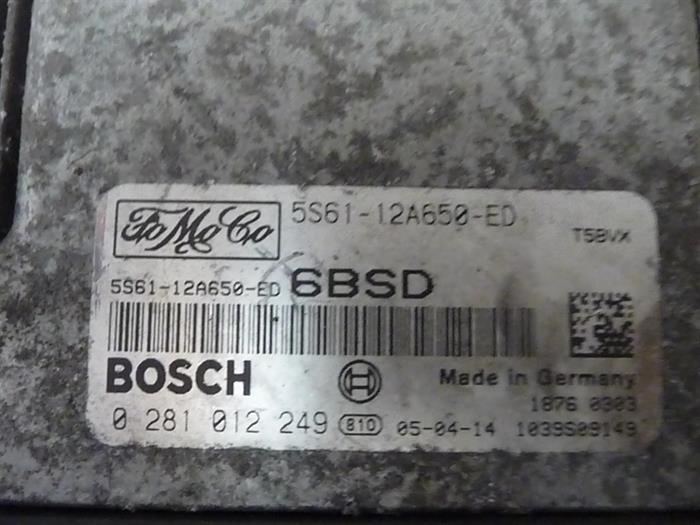 FoMoCo 5S61-12A650-ED
T5BVX
5S61-12A650-ED 6BSD
BOSCH Made in Germany
1876 0303
0 281 012 249 810 05-04-14 1039S09149